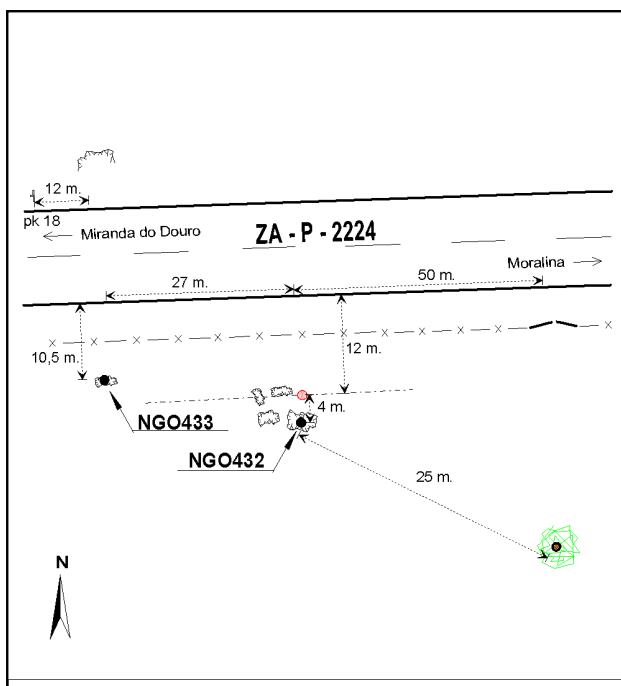 12 m.
pk 18
Miranda do Douro
ZA - P - 2224
Moralina
27 m.
50 m.
10,5 m.
12 m.
4 m.
NGO433
NGO432
25 m.
N